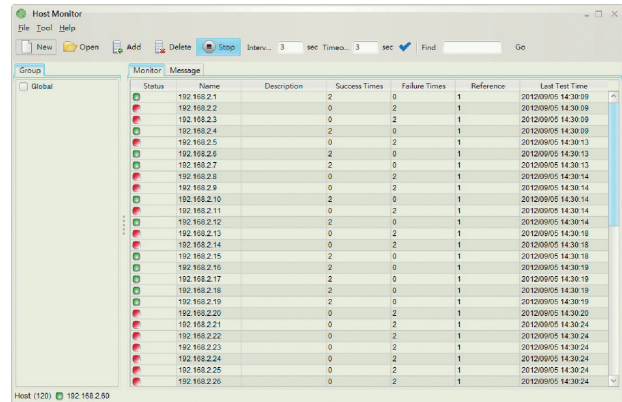 Host Monitor
File Tool Help
New Open Add Delete Stop Interv... 3 sec Timeo... 3 sec Find Go
Group Monitor Message
Global
Status Name Description Success Times Failure Times Reference Last Test Time
192.168.2.1 2 0 1 2012/09/05 14:30:09
192.168.2.2 0 2 1 2012/09/05 14:30:09
192.168.2.3 0 2 1 2012/09/05 14:30:09
192.168.2.4 2 0 1 2012/09/05 14:30:09
192.168.2.5 0 2 1 2012/09/05 14:30:13
192.168.2.6 2 0 1 2012/09/05 14:30:13
192.168.2.7 2 0 1 2012/09/05 14:30:13
192.168.2.8 0 2 1 2012/09/05 14:30:14
192.168.2.9 0 2 1 2012/09/05 14:30:14
192.168.2.10 2 0 1 2012/09/05 14:30:14
192.168.2.11 0 2 1 2012/09/05 14:30:14
192.168.2.12 2 0 1 2012/09/05 14:30:14
192.168.2.13 0 2 1 2012/09/05 14:30:18
192.168.2.14 0 2 1 2012/09/05 14:30:18
192.168.2.15 2 0 1 2012/09/05 14:30:18
192.168.2.16 2 0 1 2012/09/05 14:30:19
192.168.2.17 2 0 1 2012/09/05 14:30:19
192.168.2.18 2 0 1 2012/09/05 14:30:19
192.168.2.19 2 0 1 2012/09/05 14:30:19
192.168.2.20 0 2 1 2012/09/05 14:30:20
192.168.2.21 0 2 1 2012/09/05 14:30:24
192.168.2.22 0 2 1 2012/09/05 14:30:24
192.168.2.23 0 2 1 2012/09/05 14:30:24
192.168.2.24 0 2 1 2012/09/05 14:30:24
192.168.2.25 0 2 1 2012/09/05 14:30:24
192.168.2.26 0 2 1 2012/09/05 14:30:24
Host: (120) 192.168.2.60